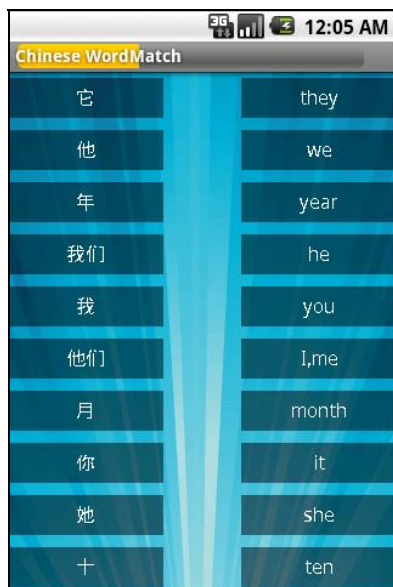 3G 12:05 AM
Chinese WordMatch
它 they
他 we
年 year
我们 he
我 you
他们 I,me
月 month
你 it
她 she
十 ten